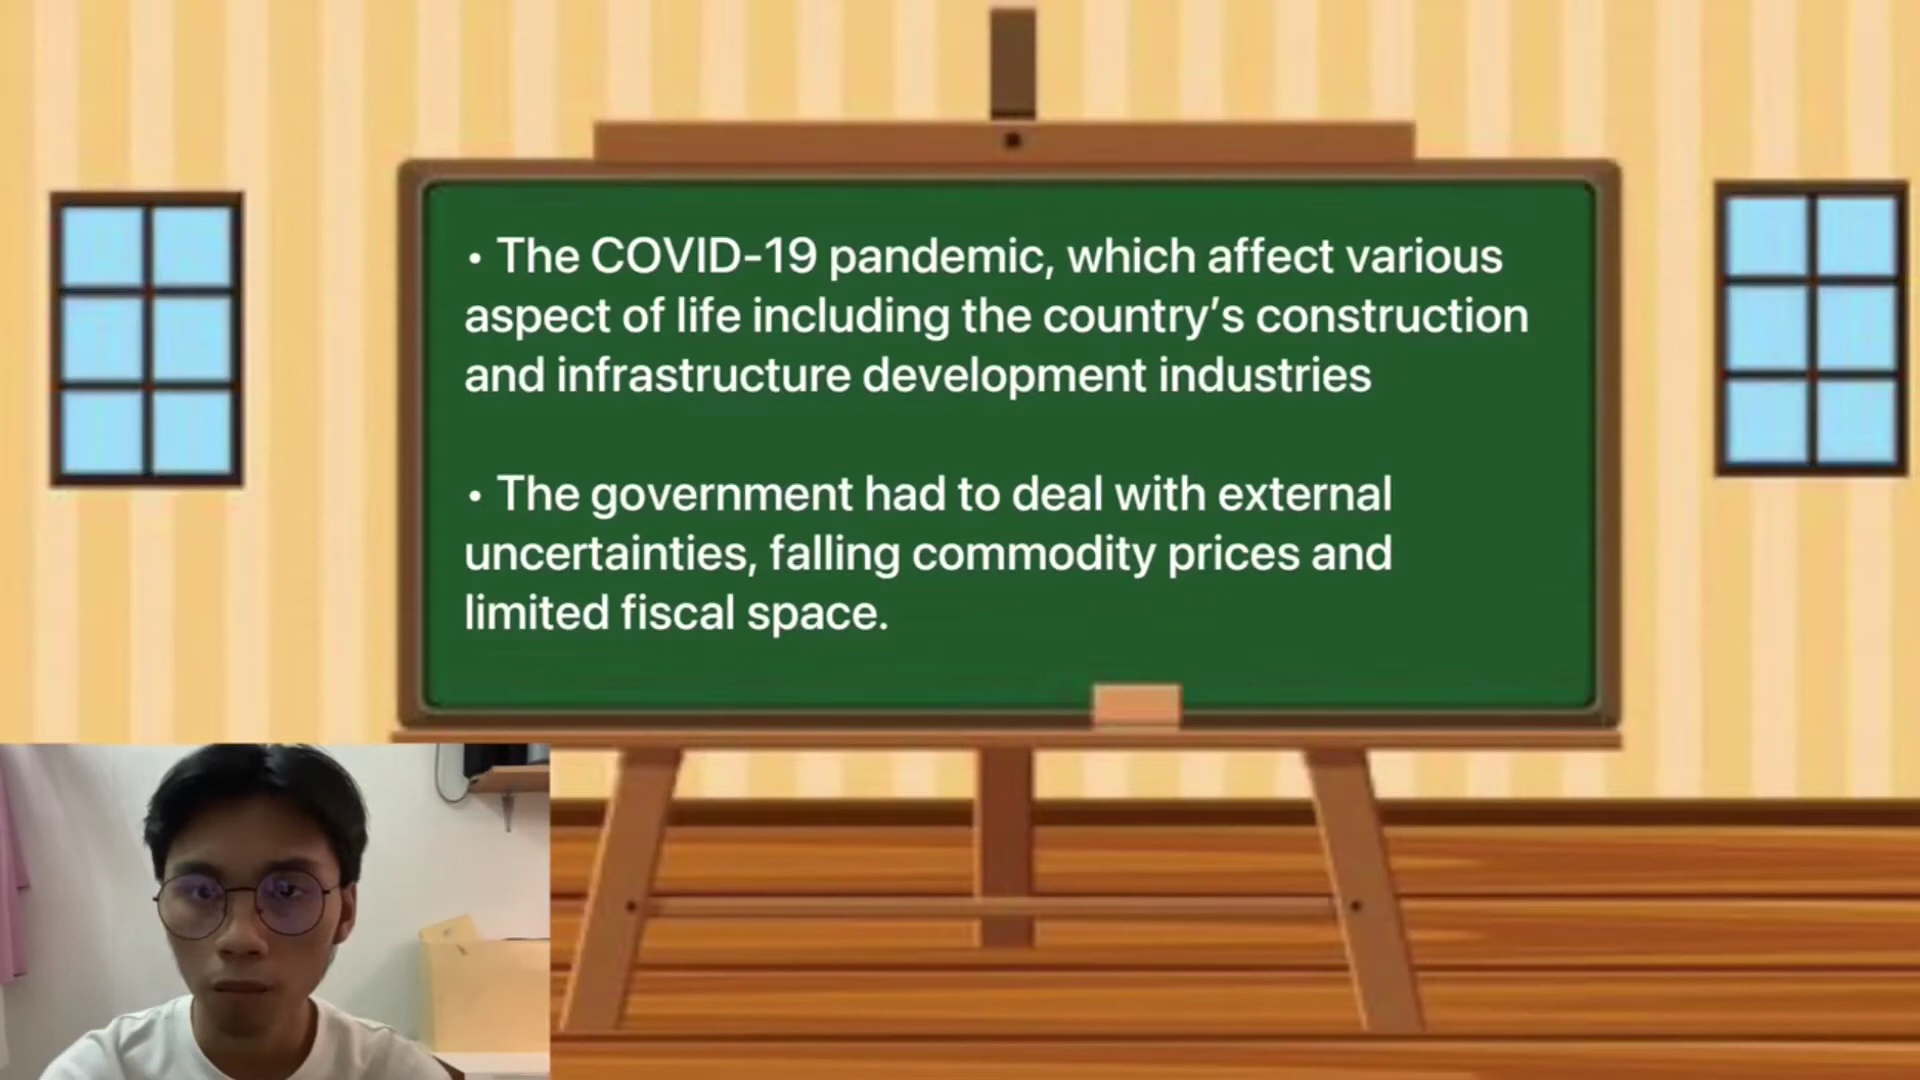 • The COVID-19 pandemic, which affect various
aspect of life including the country’s construction
and infrastructure development industries
• The government had to deal with external
uncertainties, falling commodity prices and
limited fiscal space.